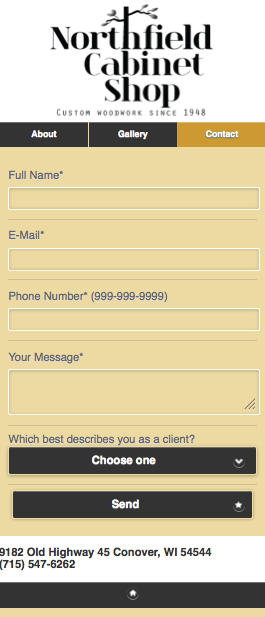 Northfield
Cabinet
Shop
Custom woodwork since 1948
About Gallery Contact
Full Name*
E-Mail*
Phone Number* (999-999-9999)
Your Message*
Which best describes you as a client?
Choose one
Send
9182 Old Highway 45 Conover, WI 54544
(715) 547-6262